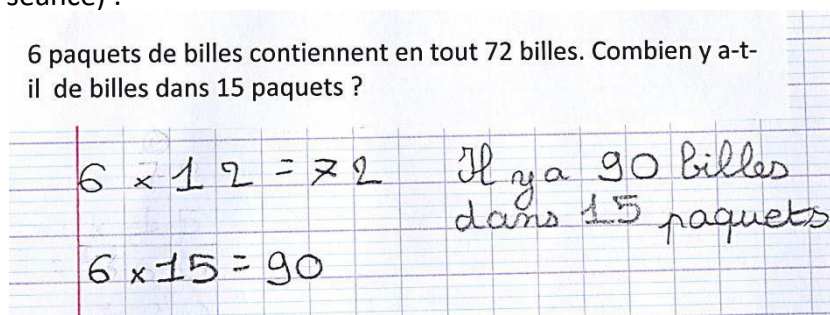 séance) :
6 paquets de billes contiennent en tout 72 billes. Combien y a-t-
il de billes dans 15 paquets ?
6 x 12 = 72
6 x 15 = 90
Il y a 90 billes
dans 15 paquets